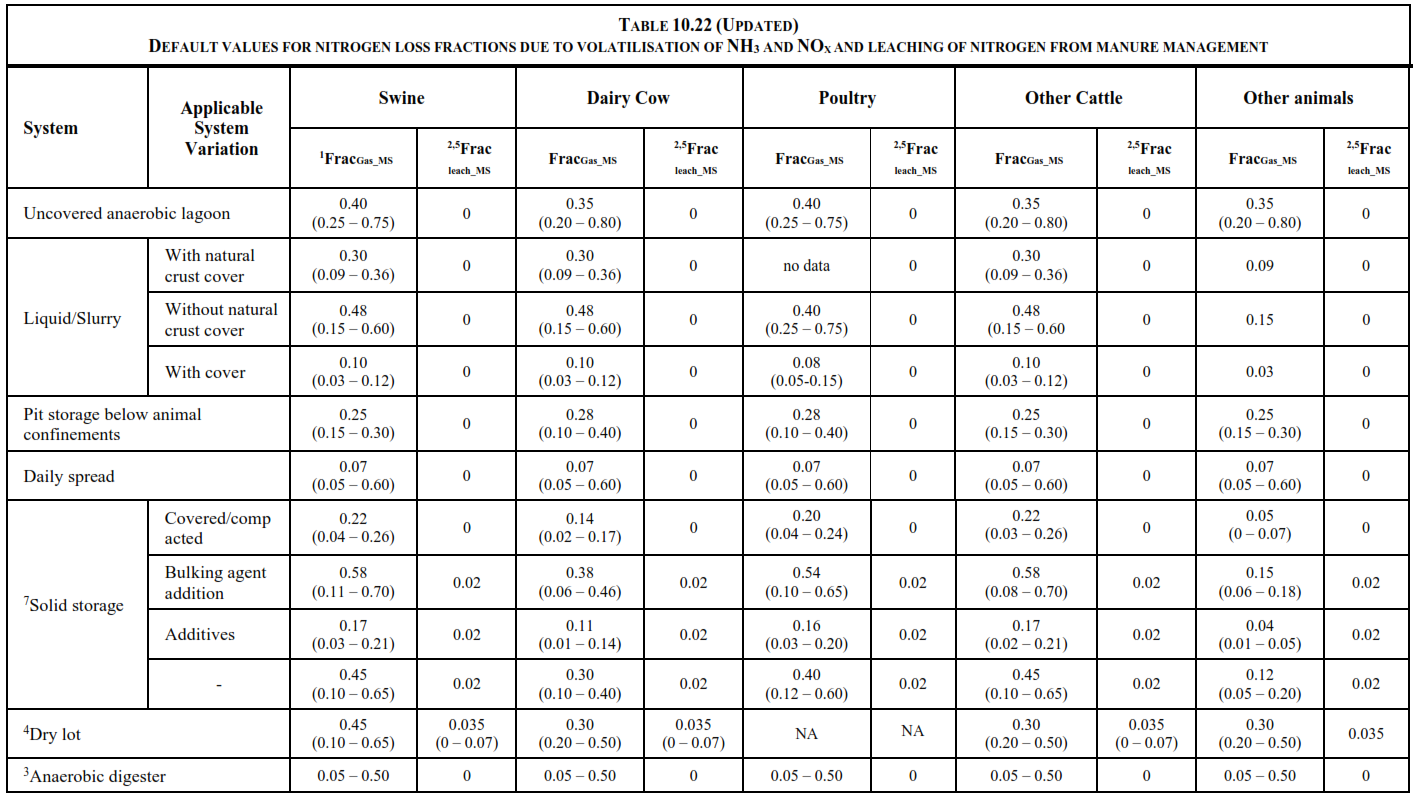 TABLE 10.22 (UPDATED)
DEFAULT VALUES FOR NITROGEN LOSS FRACTIONS DUE TO VOLATILISATION OF NH3 AND NOX AND LEACHING OF NITROGEN FROM MANURE MANAGEMENT
System
Applicable
System
Variation
Swine
Dairy Cow
Poultry
Other Cattle
Other animals
1FracGas_MS
2,5Frac
leach_MS
FracGas_MS
2,5Frac
leach_MS
FracGas_MS
2,5Frac
leach_MS
FracGas_MS
2,5Frac
leach_MS
FracGas_MS
2,5Frac
leach_MS
Uncovered anaerobic lagoon
0.40
(0.25 – 0.75)
0
0.35
(0.20 – 0.80)
0
0.40
(0.25 – 0.75)
0
0.35
(0.20 – 0.80)
0
0.35
(0.20 – 0.80)
0
Liquid/Slurry
With natural
crust cover
0.30
(0.09 – 0.36)
0
0.30
(0.09 – 0.36)
0
no data
0
0.30
(0.09 – 0.36)
0
0.09
0
Without natural
crust cover
0.48
(0.15 – 0.60)
0
0.48
(0.15 – 0.60)
0
0.40
(0.25 – 0.75)
0
0.48
(0.15 – 0.60
0
0.15
0
With cover
0.10
(0.03 – 0.12)
0
0.10
(0.03 – 0.12)
0
0.08
(0.05-0.15)
0
0.10
(0.03 – 0.12)
0
0.03
0
Pit storage below animal
confinements
0.25
(0.15 – 0.30)
0
0.28
(0.10 – 0.40)
0
0.28
(0.10 – 0.40)
0
0.25
(0.15 – 0.30)
0
0.25
(0.15 – 0.30)
0
Daily spread
0.07
(0.05 – 0.60)
0
0.07
(0.05 – 0.60)
0
0.07
(0.05 – 0.60)
0
0.07
(0.05 – 0.60)
0
0.07
(0.05 – 0.60)
0
7Solid storage
Covered/comp
acted
0.22
(0.04 – 0.26)
0
0.14
(0.02 – 0.17)
0
0.20
(0.04 – 0.24)
0
0.22
(0.03 – 0.26)
0
0.05
(0 – 0.07)
0
Bulking agent
addition
0.58
(0.11 – 0.70)
0.02
0.38
(0.06 – 0.46)
0.02
0.54
(0.10 – 0.65)
0.02
0.58
(0.08 – 0.70)
0.02
0.15
(0.06 – 0.18)
0.02
Additives
0.17
(0.03 – 0.21)
0.02
0.11
(0.01 – 0.14)
0.02
0.16
(0.03 – 0.20)
0.02
0.17
(0.02 – 0.21)
0.02
0.04
(0.01 – 0.05)
0.02
-
0.45
(0.10 – 0.65)
0.02
0.30
(0.10 – 0.40)
0.02
0.40
(0.12 – 0.60)
0.02
0.45
(0.10 – 0.65)
0.02
0.12
(0.05 – 0.20)
0.02
4Dry lot
0.45
(0.10 – 0.65)
0.035
(0 – 0.07)
0.30
(0.20 – 0.50)
0.035
(0 – 0.07)
NA
NA
0.30
(0.20 – 0.50)
0.035
(0 – 0.07)
0.30
(0.20 – 0.50)
0.035
3Anaerobic digester
0.05 – 0.50
0
0.05 – 0.50
0
0.05 – 0.50
0
0.05 – 0.50
0
0.05 – 0.50
0